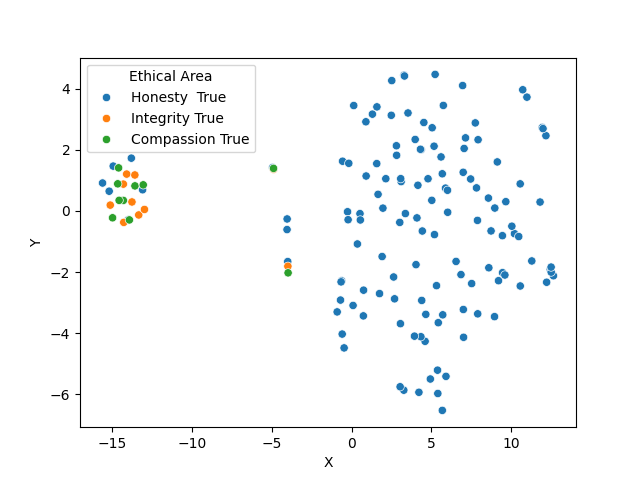 Ethical Area
Honesty  True
Integrity True
Compassion True
4
2
0
−2
−4
−6
Y
−15
−10
−5
0
5
10
X